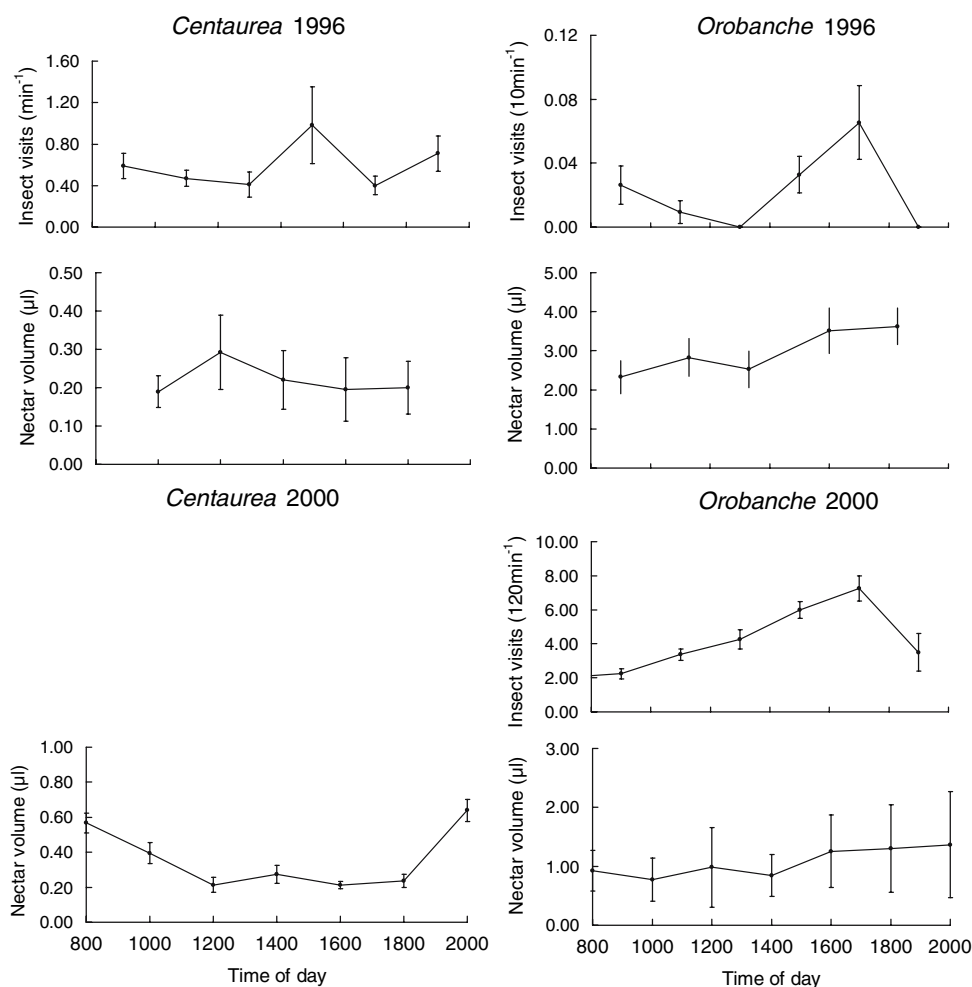 Centaurea 1996
Insect visits (min⁻¹)
1.60
1.20
0.80
0.40
0.00
Nectar volume (µl)
0.50
0.40
0.30
0.20
0.10
0.00
Orobanche 1996
Insect visits (10min⁻¹)
0.12
0.08
0.04
0.00
Nectar volume (µl)
5.00
4.00
3.00
2.00
1.00
0.00
Centaurea 2000
Nectar volume (µl)
1.00
0.80
0.60
0.40
0.20
0.00
800 1000 1200 1400 1600 1800 2000
Time of day
Orobanche 2000
Insect visits (120min⁻¹)
10.00
8.00
6.00
4.00
2.00
0.00
Nectar volume (µl)
3.00
2.00
1.00
0.00
800 1000 1200 1400 1600 1800 2000
Time of day